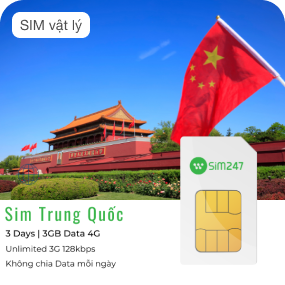 SIM vật lý
SiM247
Sim Trung Quốc
3 Days | 3GB Data 4G
Unlimited 3G 128kbps
Không chia Data mỗi ngày